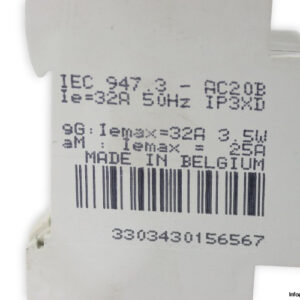 IEC 947.3 - AC20B
Ie=32A 50Hz IP3XD
gG: Iemax=32A 3.5W
aM : Iemax = 25A
MADE IN BELGIUM
3303430156567